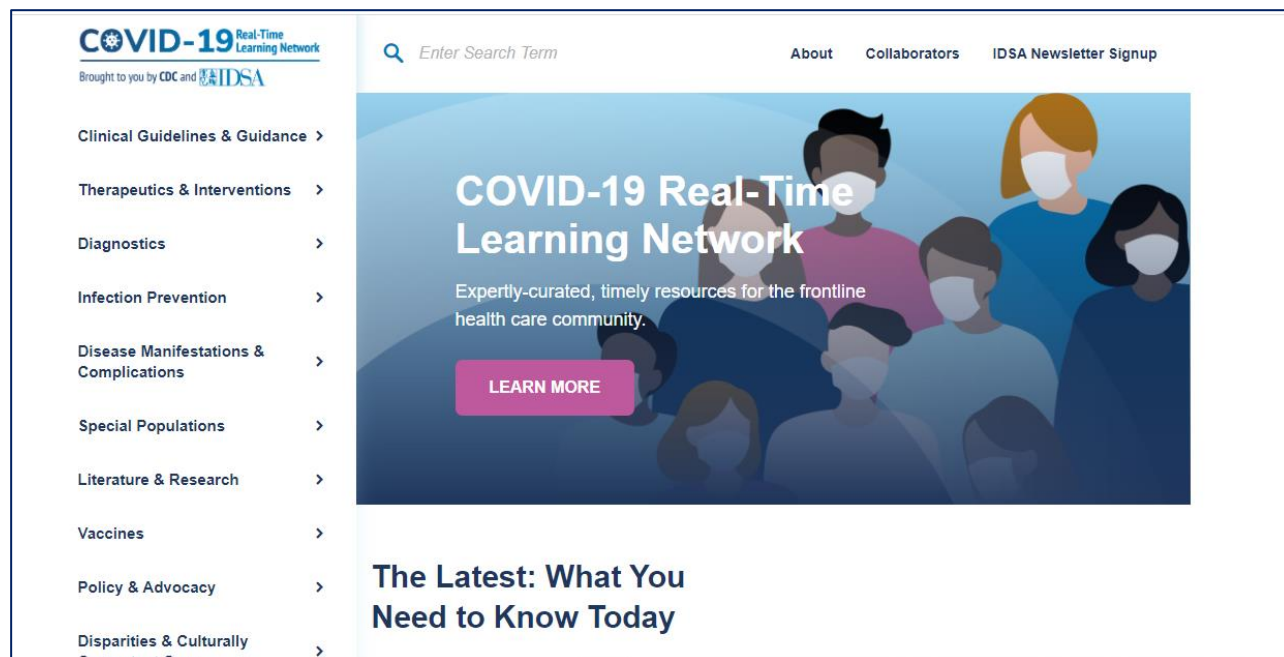 COVID-19 Real-Time
Learning Network
Brought to you by CDC and IDSA
Enter Search Term
About
Collaborators
IDSA Newsletter Signup
Clinical Guidelines & Guidance
Therapeutics & Interventions
Diagnostics
Infection Prevention
Disease Manifestations &
Complications
Special Populations
Literature & Research
Vaccines
Policy & Advocacy
Disparities & Culturally
COVID-19 Real-Time
Learning Network
Expertly-curated, timely resources for the frontline
health care community.
LEARN MORE
The Latest: What You
Need to Know Today